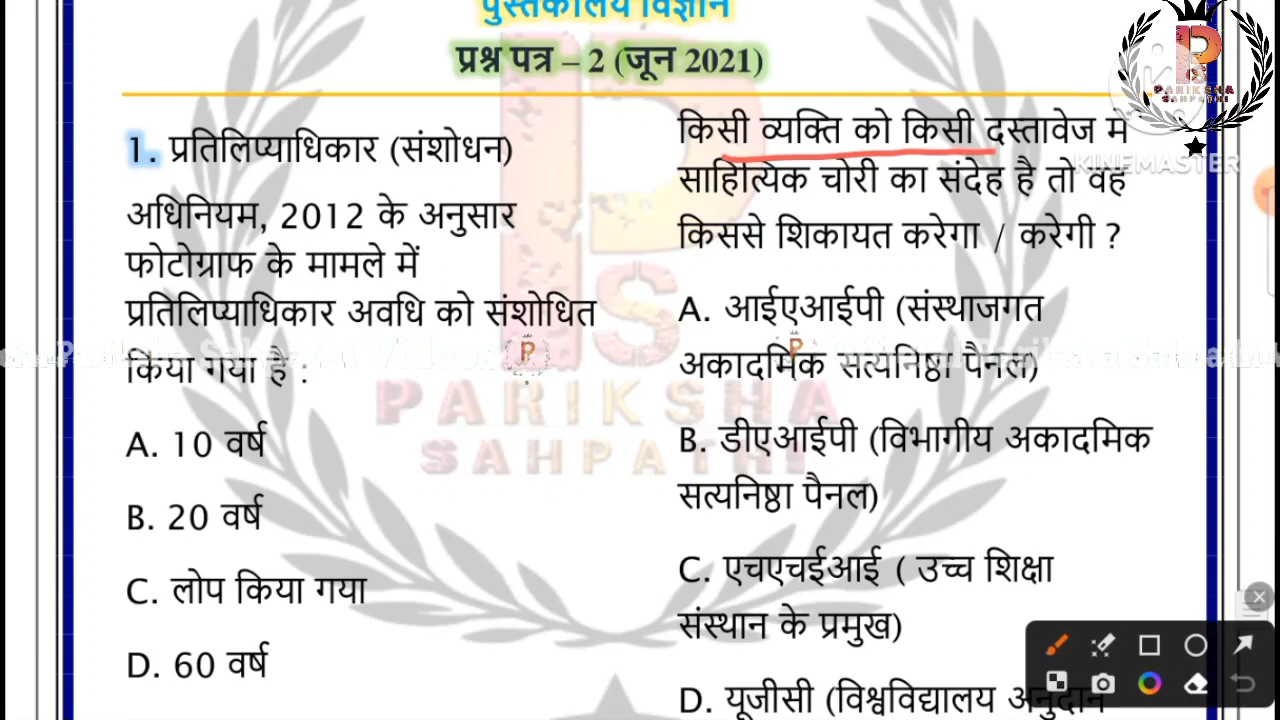 पुस्तकालय विज्ञान
प्रश्न पत्र – 2 (जून 2021)
1. प्रतिलिप्याधिकार (संशोधन)
अधिनियम, 2012 के अनुसार
फोटोग्राफ के मामले में
प्रतिलिप्याधिकार अवधि को संशोधित
किया गया है :
A. 10 वर्ष
B. 20 वर्ष
C. लोप किया गया
D. 60 वर्ष
किसी व्यक्ति को किसी दस्तावेज मे
साहित्यिक चोरी का संदेह है तो वह
किससे शिकायत करेगा / करेगी ?
A. आईएआईपी (संस्थाजगत
अकादमिक सत्यनिष्ठा पैनल)
B. डीएआईपी (विभागीय अकादमिक
सत्यनिष्ठा पैनल)
C. एचएचईआई ( उच्च शिक्षा
संस्थान के प्रमुख)
D. यूजीसी (विश्वविद्यालय अनुदान
PARIKSHA
SAHPATHI
PARIKSHA
SAHPATHI
KINEMASTER